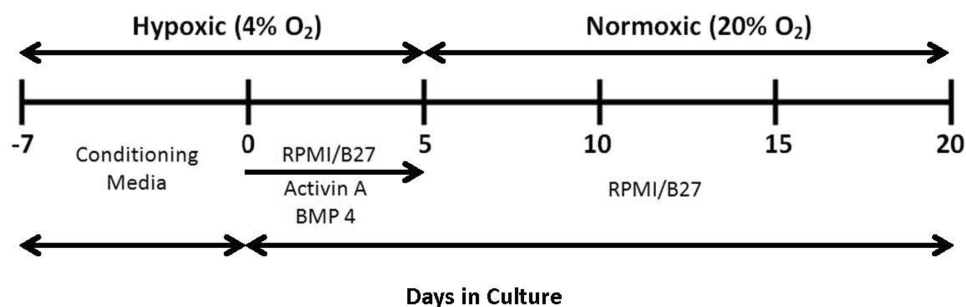 Hypoxic (4% O₂) Normoxic (20% O₂)
-7 0 5 10 15 20
Conditioning
Media
RPMI/B27
Activin A
BMP 4
RPMI/B27
Days in Culture